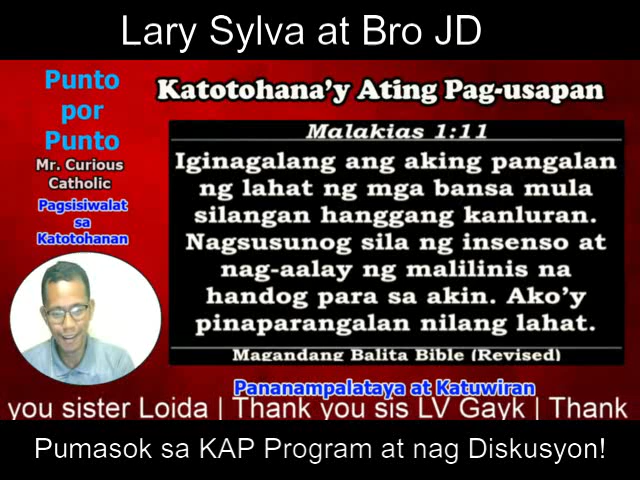 Lary Sylva at Bro JD
Punto
por
Punto
Mr. Curious
Catholic
Pagsisiwalat
sa
Katotohanan
Katotohana'y Ating Pag-usapan
Malakias 1:11
Iginagalang ang aking pangalan
ng lahat ng mga bansa mula
silangan hanggang kanluran.
Nagsusunog sila ng insenso at
nag-aalay ng malilinis na
handog para sa akin. Ako'y
pinaparangalan nilang lahat.
Magandang Balita Bible (Revised)
Pananampalataya at Katuwiran
you sister Loida | Thank you sis LV Gayk | Thank
Pumasok sa KAP Program at nag Diskusyon!